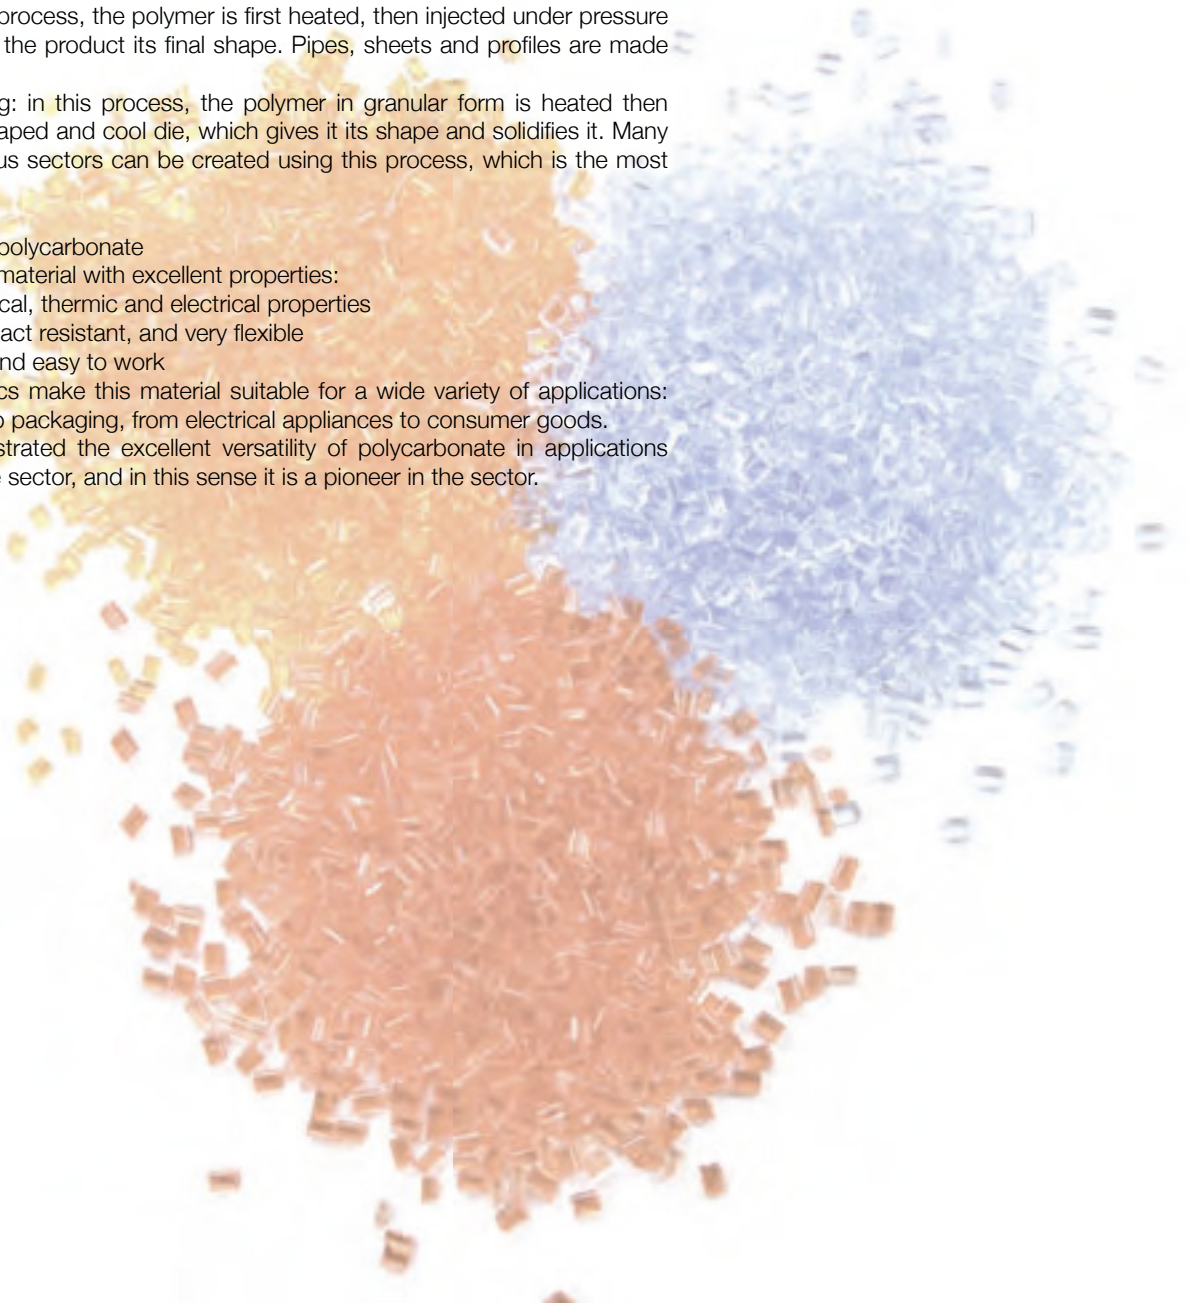 process, the polymer is first heated, then injected under pressure
the product its final shape. Pipes, sheets and profiles are made
g: in this process, the polymer in granular form is heated then
aped and cool die, which gives it its shape and solidifies it. Many
us sectors can be created using this process, which is the most
polycarbonate
material with excellent properties:
cal, thermic and electrical properties
act resistant, and very flexible
nd easy to work
cs make this material suitable for a wide variety of applications:
o packaging, from electrical appliances to consumer goods.
strated the excellent versatility of polycarbonate in applications
e sector, and in this sense it is a pioneer in the sector.